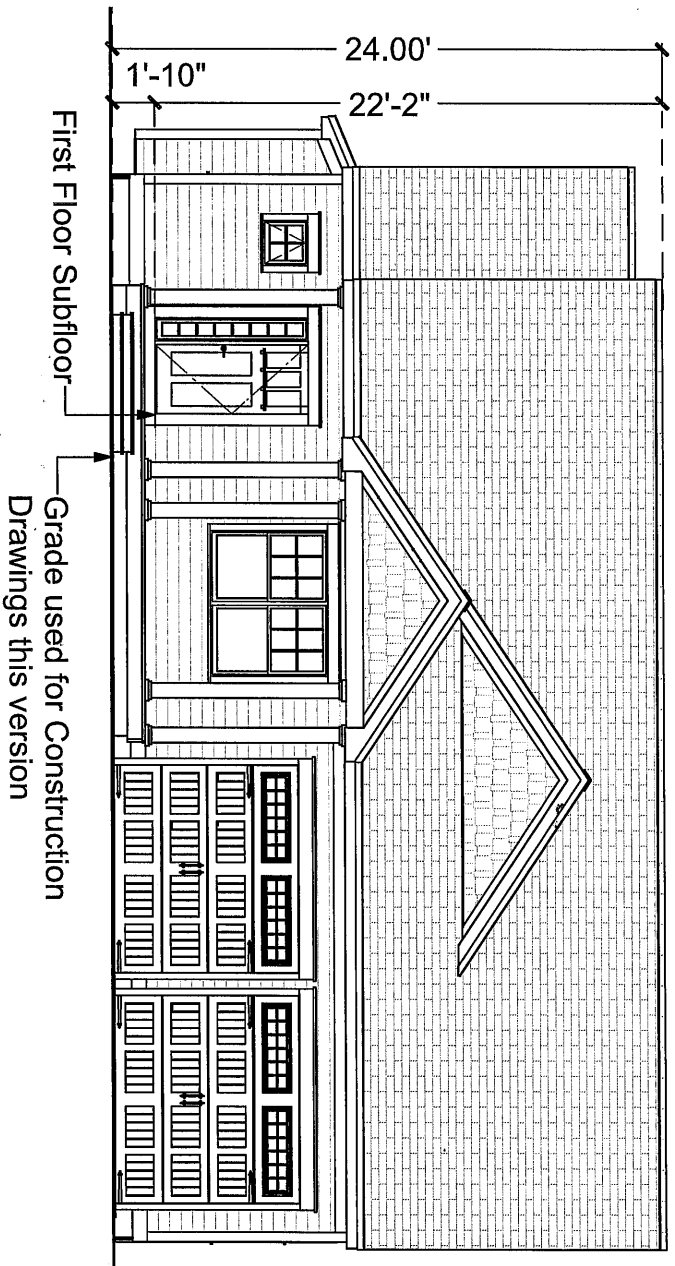 24.00'
1'-10"
22'-2"
First Floor Subfloor
Grade used for Construction
Drawings this version